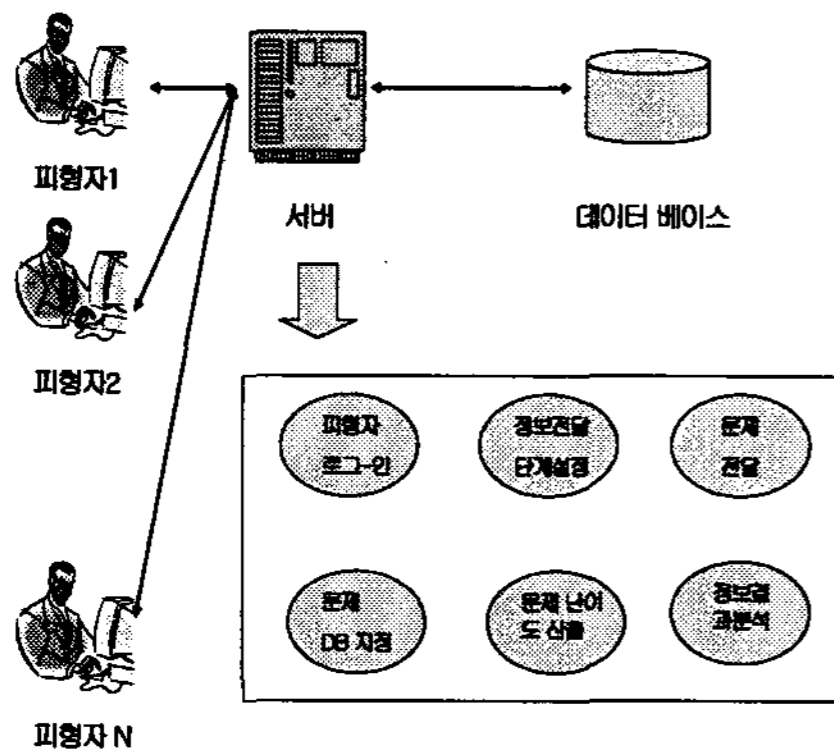 피험자1
서버
데이터 베이스
피험자2
피험자
로그-인
정보전달
단계설정
문제
전달
문제
DB 지정
문제 난이
도 산출
정보결
과분석
피험자 N